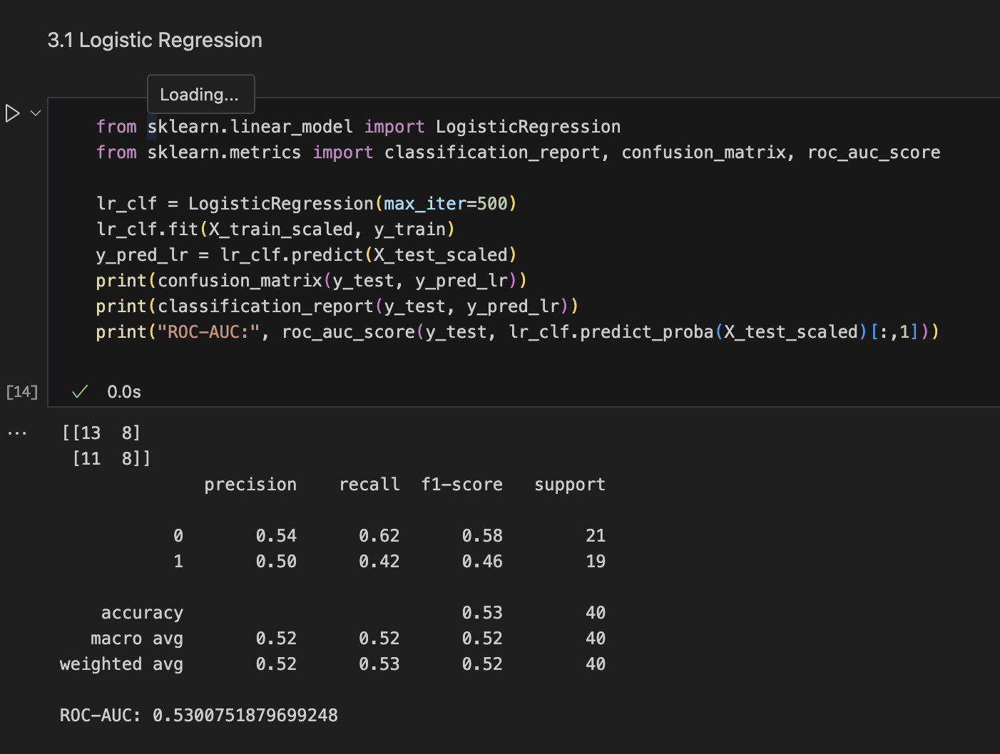 3.1 Logistic Regression
Loading...
from sklearn.linear_model import LogisticRegression
from sklearn.metrics import classification_report, confusion_matrix, roc_auc_score
lr_clf = LogisticRegression(max_iter=500)
lr_clf.fit(X_train_scaled, y_train)
y_pred_lr = lr_clf.predict(X_test_scaled)
print(confusion_matrix(y_test, y_pred_lr))
print(classification_report(y_test, y_pred_lr))
print("ROC-AUC:", roc_auc_score(y_test, lr_clf.predict_proba(X_test_scaled)[:,1]))
[14] ✓ 0.0s
... [[13  8]
 [11  8]]
precision recall f1-score support
0 0.54 0.62 0.58 21
1 0.50 0.42 0.46 19
accuracy 0.53 40
macro avg 0.52 0.52 0.52 40
weighted avg 0.52 0.53 0.52 40
ROC-AUC: 0.5300751879699248